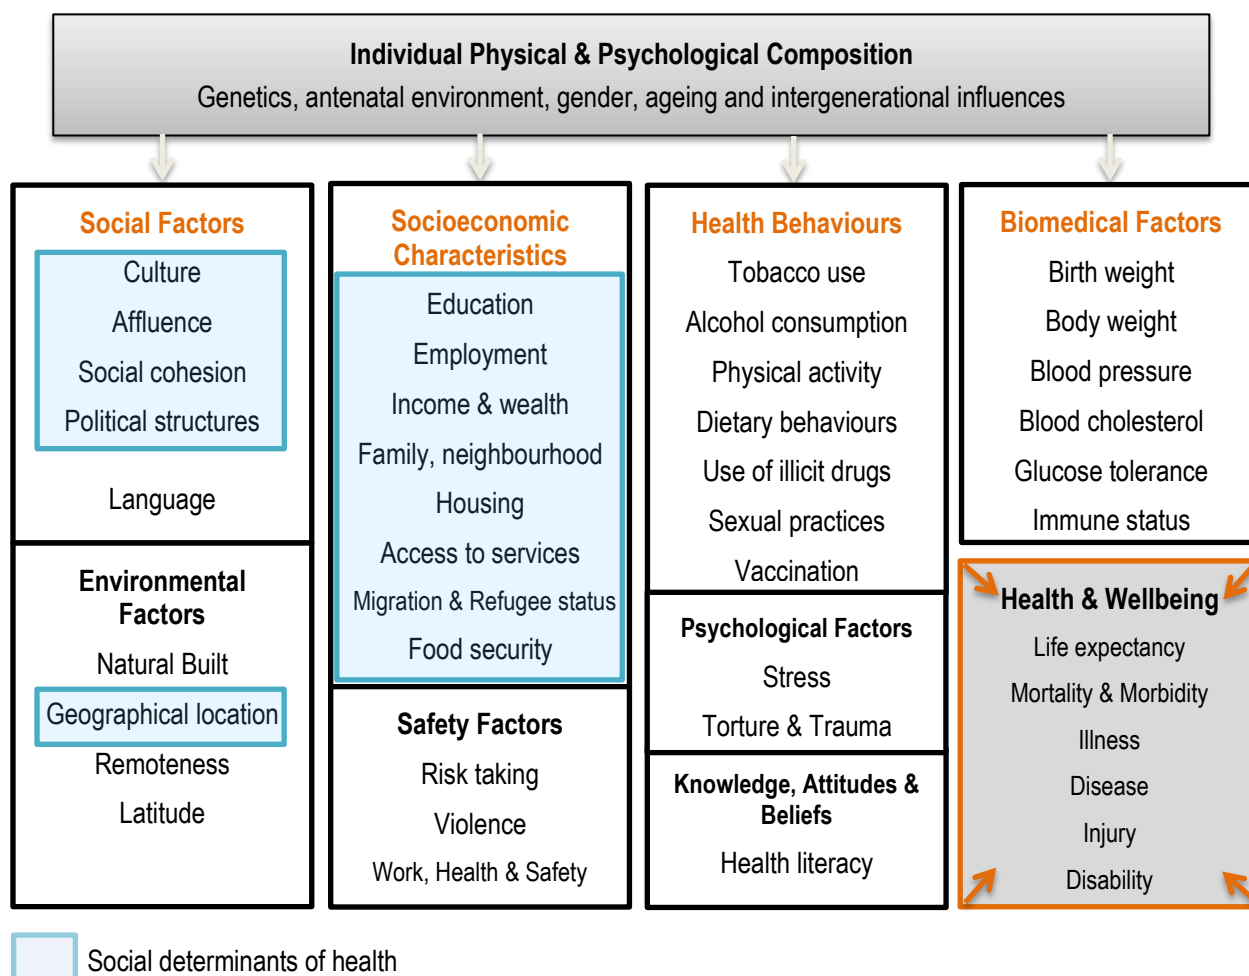 Individual Physical & Psychological Composition
Genetics, antenatal environment, gender, ageing and intergenerational influences
Social Factors
Culture
Affluence
Social cohesion
Political structures
Language
Environmental
Factors
Natural Built
Geographical location
Remoteness
Latitude
Socioeconomic
Characteristics
Education
Employment
Income & wealth
Family, neighbourhood
Housing
Access to services
Migration & Refugee status
Food security
Safety Factors
Risk taking
Violence
Work, Health & Safety
Health Behaviours
Tobacco use
Alcohol consumption
Physical activity
Dietary behaviours
Use of illicit drugs
Sexual practices
Vaccination
Psychological Factors
Stress
Torture & Trauma
Knowledge, Attitudes &
Beliefs
Health literacy
Biomedical Factors
Birth weight
Body weight
Blood pressure
Blood cholesterol
Glucose tolerance
Immune status
Health & Wellbeing
Life expectancy
Mortality & Morbidity
Illness
Disease
Injury
Disability
Social determinants of health